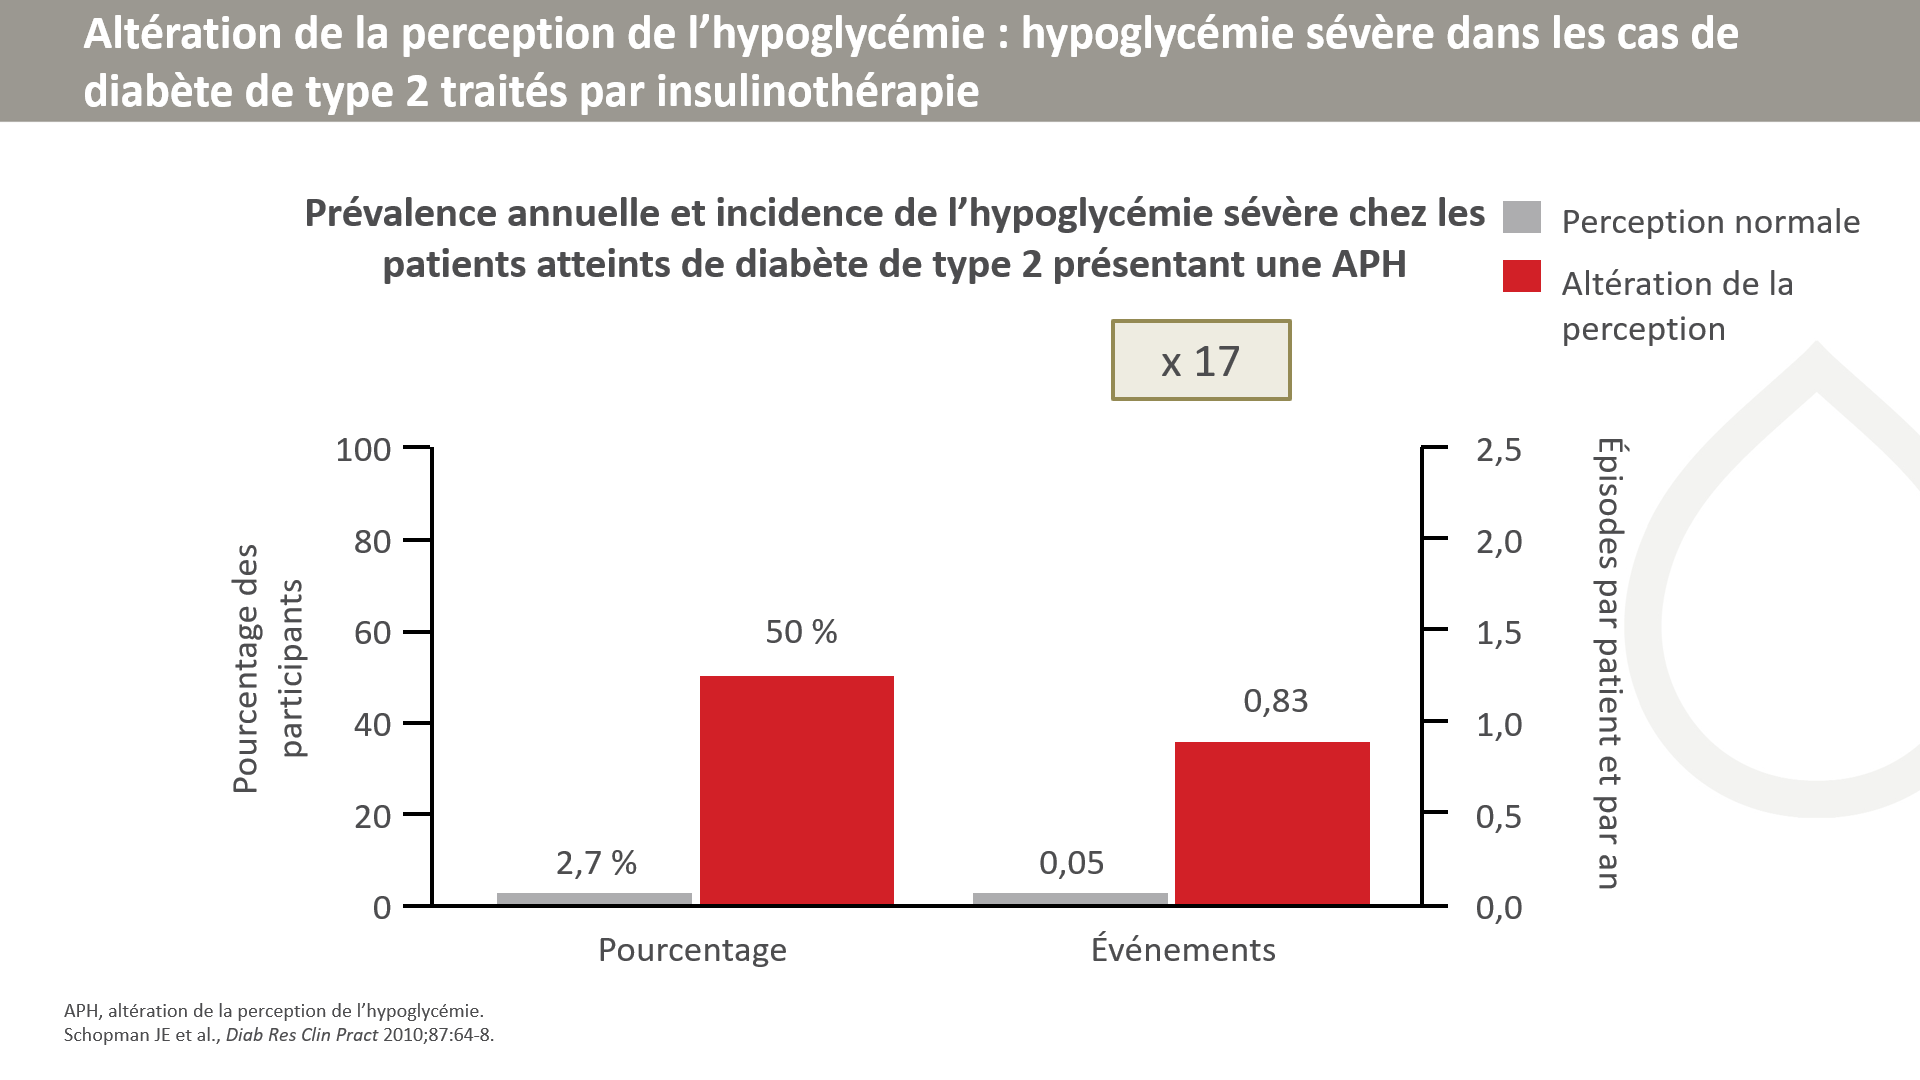 Altération de la perception de l’hypoglycémie : hypoglycémie sévère dans les cas de
diabète de type 2 traités par insulinothérapie
Prévalence annuelle et incidence de l’hypoglycémie sévère chez les
patients atteints de diabète de type 2 présentant une APH
Perception normale
Altération de la
perception
x 17
Pourcentage des
participants
100
80
60
40
20
0
2,7 %
50 %
0,05
0,83
2,5
2,0
1,5
1,0
0,5
0,0
Épisodes par patient et par an
Pourcentage
Événements
APH, altération de la perception de l’hypoglycémie.
Schopman JE et al., Diab Res Clin Pract 2010;87:64-8.